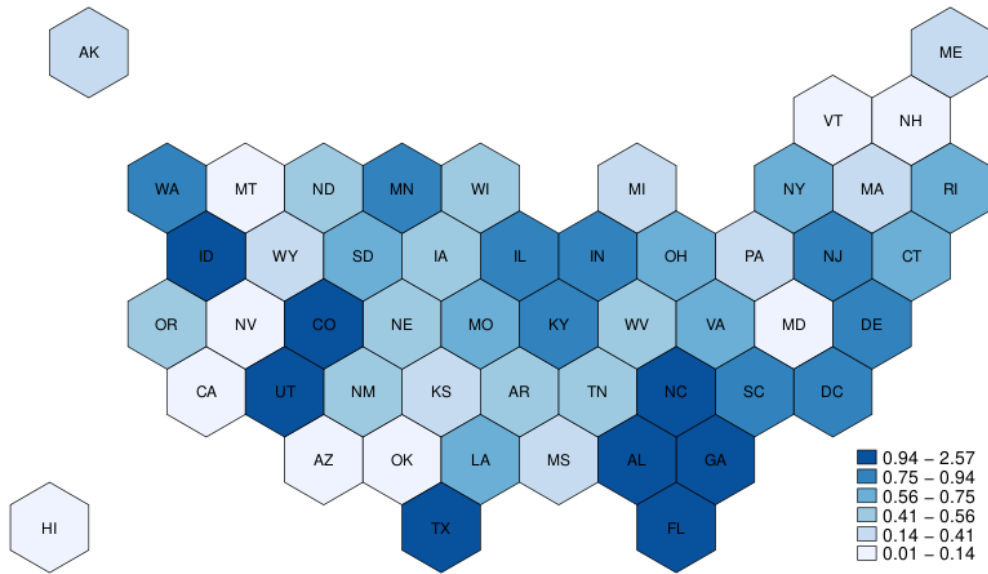 AK
ME
VT NH
WA MT ND MN WI MI NY MA RI
ID WY SD IA IL IN OH PA NJ CT
OR NV CO NE MO KY WV VA MD DE
CA UT NM KS AR TN NC SC DC
AZ OK LA MS AL GA
HI TX FL
0.94 – 2.57
0.75 – 0.94
0.56 – 0.75
0.41 – 0.56
0.14 – 0.41
0.01 – 0.14